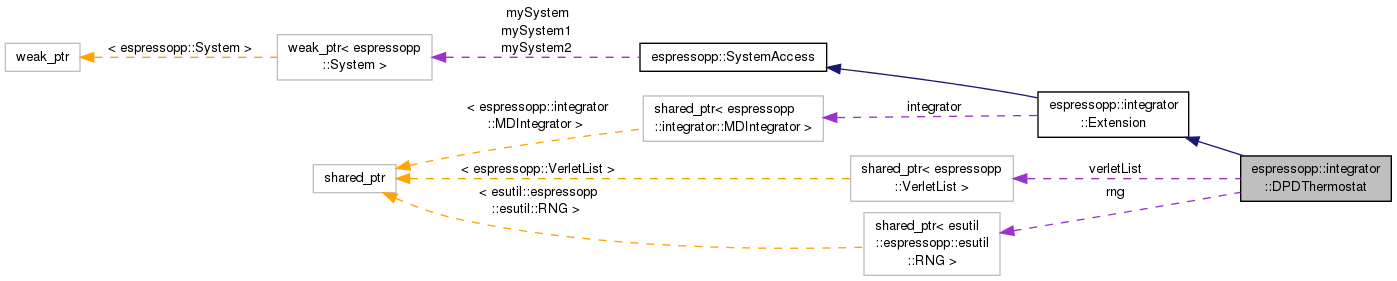 mySystem
mySystem1
mySystem2
weak_ptr
< espressopp::System >
weak_ptr< espressopp
::System >
espressopp::SystemAccess
< espressopp::integrator
::MDIntegrator >
shared_ptr< espressopp
::integrator::MDIntegrator >
integrator
espressopp::integrator
::Extension
shared_ptr
< espressopp::VerletList >
shared_ptr< espressopp
::VerletList >
verletList
espressopp::integrator
::DPDThermostat
< esutil::espressopp
::esutil::RNG >
shared_ptr< esutil
::espressopp::esutil
::RNG >
rng